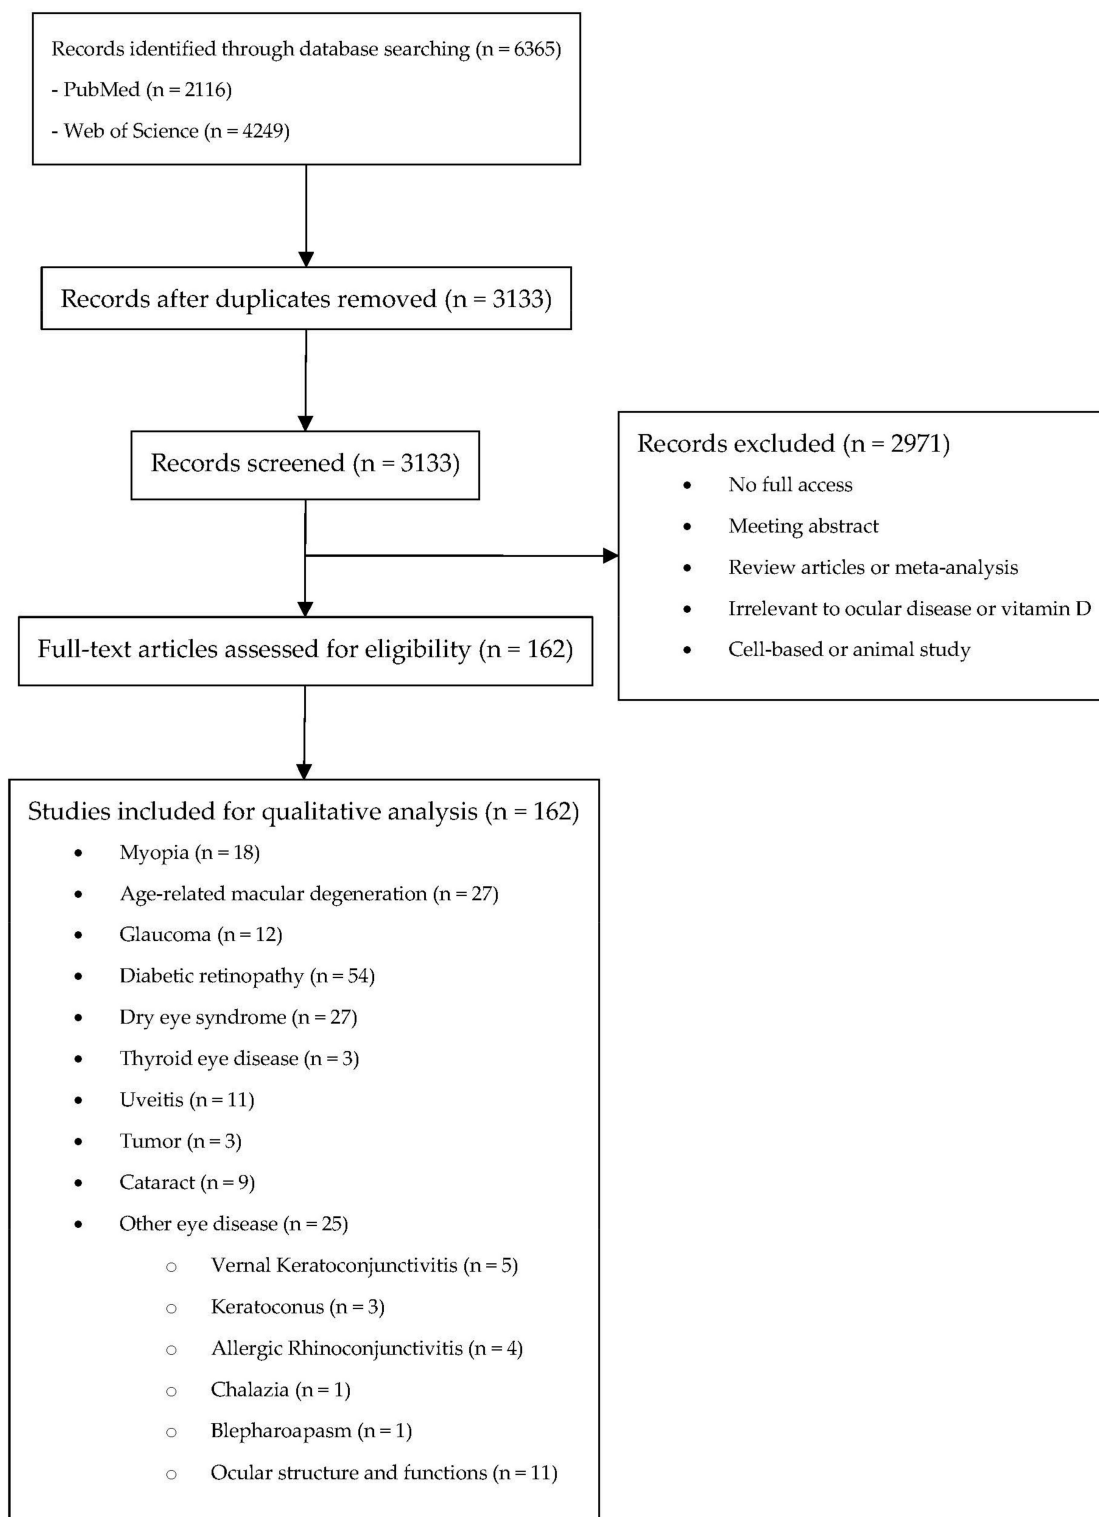 Records identified through database searching (n = 6365)
- PubMed (n = 2116)
- Web of Science (n = 4249)
Records after duplicates removed (n = 3133)
Records screened (n = 3133)
Records excluded (n = 2971)
• No full access
• Meeting abstract
• Review articles or meta-analysis
• Irrelevant to ocular disease or vitamin D
• Cell-based or animal study
Full-text articles assessed for eligibility (n = 162)
Studies included for qualitative analysis (n = 162)
• Myopia (n = 18)
• Age-related macular degeneration (n = 27)
• Glaucoma (n = 12)
• Diabetic retinopathy (n = 54)
• Dry eye syndrome (n = 27)
• Thyroid eye disease (n = 3)
• Uveitis (n = 11)
• Tumor (n = 3)
• Cataract (n = 9)
• Other eye disease (n = 25)
o Vernal Keratoconjunctivitis (n = 5)
o Keratoconus (n = 3)
o Allergic Rhinoconjunctivitis (n = 4)
o Chalazia (n = 1)
o Blepharoapasm (n = 1)
o Ocular structure and functions (n = 11)